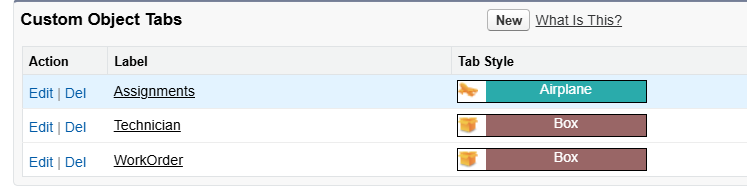 Custom Object Tabs New What Is This?
Action Label Tab Style
Edit | Del Assignments Airplane
Edit | Del Technician Box
Edit | Del WorkOrder Box